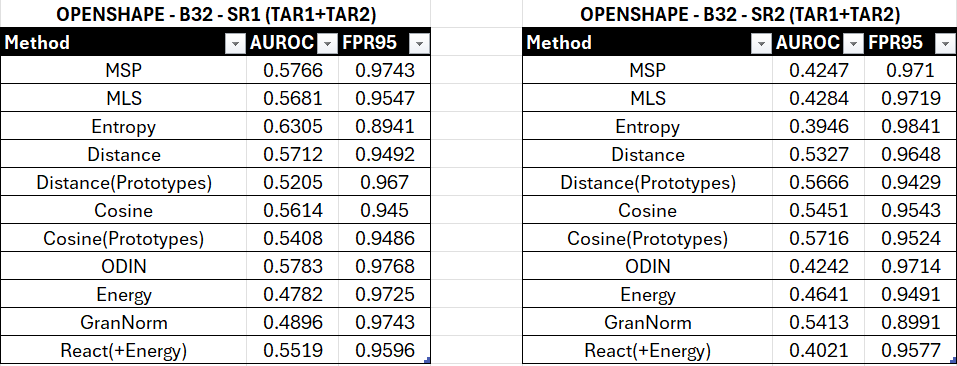 OPENSHAPE - B32 - SR1 (TAR1+TAR2)
Method AUROC FPR95
MSP 0.5766 0.9743
MLS 0.5681 0.9547
Entropy 0.6305 0.8941
Distance 0.5712 0.9492
Distance(Prototypes) 0.5205 0.967
Cosine 0.5614 0.945
Cosine(Prototypes) 0.5408 0.9486
ODIN 0.5783 0.9768
Energy 0.4782 0.9725
GranNorm 0.4896 0.9743
React(+Energy) 0.5519 0.9596
OPENSHAPE - B32 - SR2 (TAR1+TAR2)
Method AUROC FPR95
MSP 0.4247 0.971
MLS 0.4284 0.9719
Entropy 0.3946 0.9841
Distance 0.5327 0.9648
Distance(Prototypes) 0.5666 0.9429
Cosine 0.5451 0.9543
Cosine(Prototypes) 0.5716 0.9524
ODIN 0.4242 0.9714
Energy 0.4641 0.9491
GranNorm 0.5413 0.8991
React(+Energy) 0.4021 0.9577